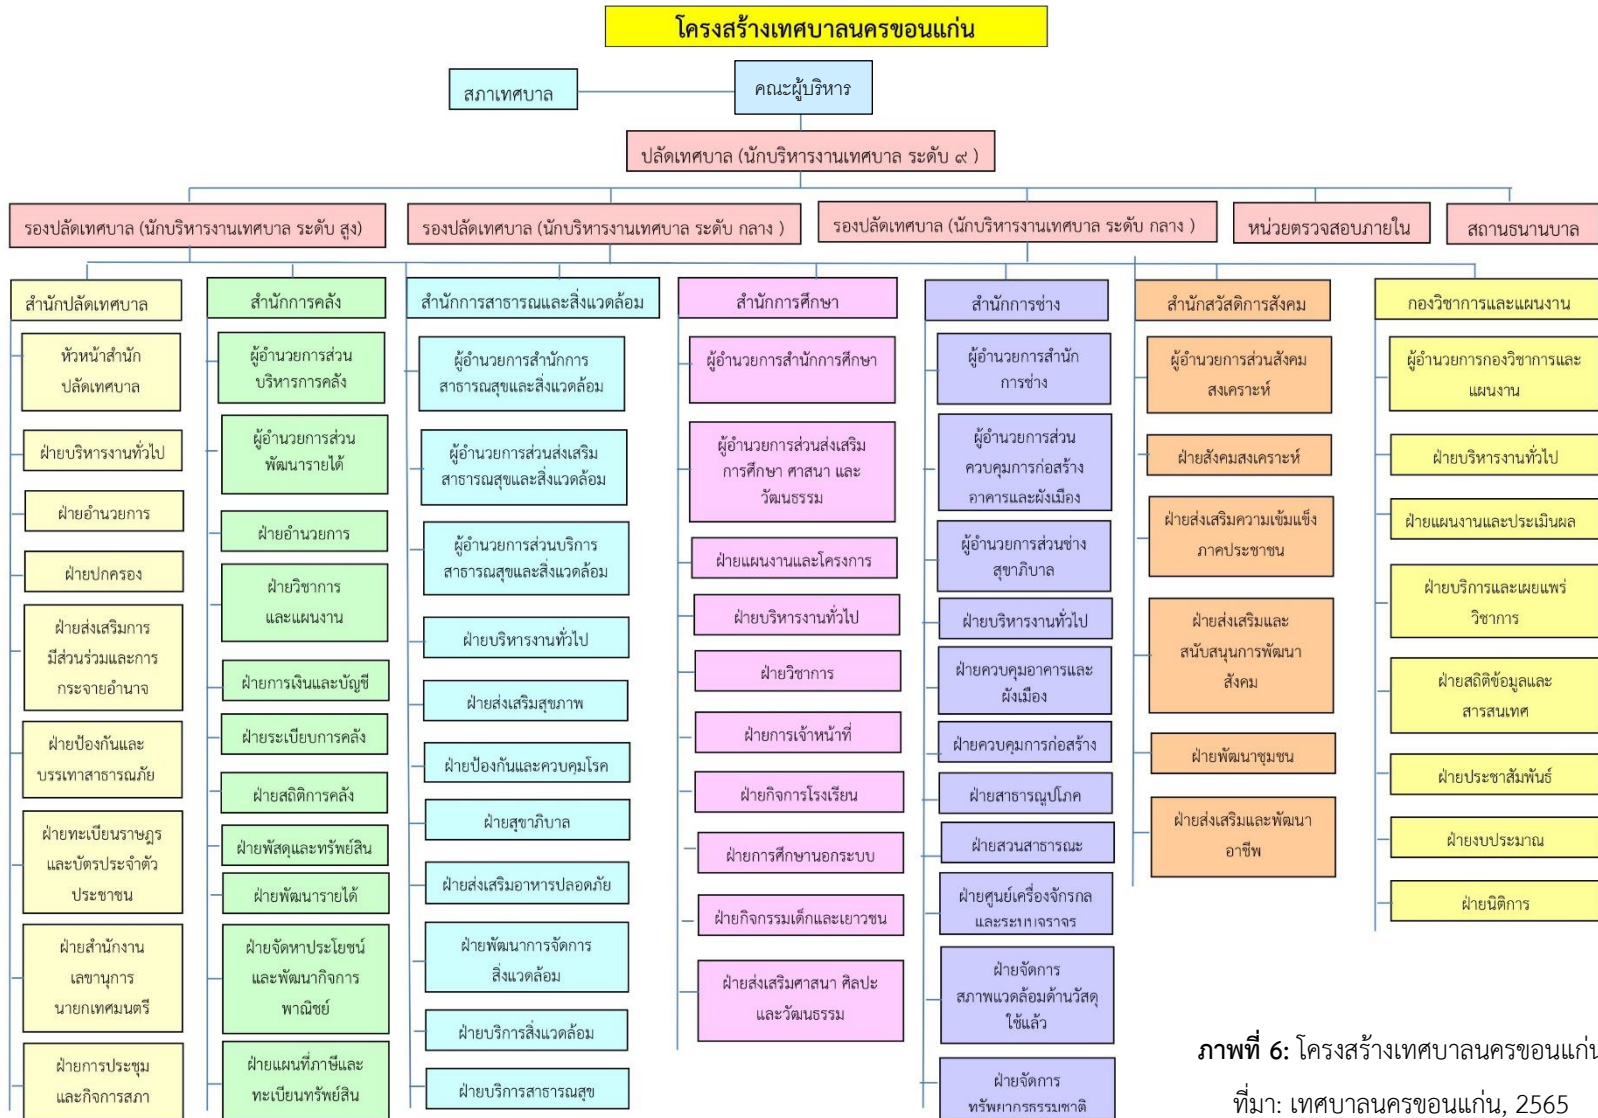 โครงสร้างเทศบาลนครขอนแก่น
สภาเทศบาล
คณะผู้บริหาร
ปลัดเทศบาล (นักบริหารงานเทศบาล ระดับ ๙ )
รองปลัดเทศบาล (นักบริหารงานเทศบาล ระดับ สูง)
รองปลัดเทศบาล (นักบริหารงานเทศบาล ระดับ กลาง )
รองปลัดเทศบาล (นักบริหารงานเทศบาล ระดับ กลาง )
หน่วยตรวจสอบภายใน
สถานธนานบาล
สำนักปลัดเทศบาล
หัวหน้าสำนัก
ปลัดเทศบาล
ฝ่ายบริหารงานทั่วไป
ฝ่ายอำนวยการ
ฝ่ายปกครอง
ฝ่ายส่งเสริมการ
มีส่วนร่วมและการ
กระจายอำนาจ
ฝ่ายป้องกันและ
บรรเทาสาธารณภัย
ฝ่ายทะเบียนราษฎร
และบัตรประจำตัว
ประชาชน
ฝ่ายสำนักงาน
เลขานุการ
นายกเทศมนตรี
ฝ่ายการประชุม
และกิจการสภา
สำนักการคลัง
ผู้อำนวยการส่วน
บริหารการคลัง
ผู้อำนวยการส่วน
พัฒนารายได้
ฝ่ายอำนวยการ
ฝ่ายวิชาการ
และแผนงาน
ฝ่ายการเงินและบัญชี
ฝ่ายระเบียบการคลัง
ฝ่ายสถิติการคลัง
ฝ่ายพัสดุและทรัพย์สิน
ฝ่ายพัฒนารายได้
ฝ่ายจัดหาประโยชน์
และพัฒนากิจการ
พาณิชย์
ฝ่ายแผนที่ภาษีและ
ทะเบียนทรัพย์สิน
สำนักการสาธารณและสิ่งแวดล้อม
ผู้อำนวยการสำนักการ
สาธารณสุขและสิ่งแวดล้อม
ผู้อำนวยการส่วนส่งเสริม
สาธารณสุขและสิ่งแวดล้อม
ผู้อำนวยการส่วนบริการ
สาธารณสุขและสิ่งแวดล้อม
ฝ่ายบริหารงานทั่วไป
ฝ่ายส่งเสริมสุขภาพ
ฝ่ายป้องกันและควบคุมโรค
ฝ่ายสุขาภิบาล
ฝ่ายส่งเสริมอาหารปลอดภัย
ฝ่ายพัฒนาการจัดการ
สิ่งแวดล้อม
ฝ่ายบริการสิ่งแวดล้อม
ฝ่ายบริการสาธารณสุข
สำนักการศึกษา
ผู้อำนวยการสำนักการศึกษา
ผู้อำนวยการส่วนส่งเสริม
การศึกษา ศาสนา และ
วัฒนธรรม
ฝ่ายแผนงานและโครงการ
ฝ่ายบริหารงานทั่วไป
ฝ่ายวิชาการ
ฝ่ายการเจ้าหน้าที่
ฝ่ายกิจการโรงเรียน
ฝ่ายการศึกษานอกระบบ
ฝ่ายกิจกรรมเด็กและเยาวชน
ฝ่ายส่งเสริมศาสนา ศิลปะ
และวัฒนธรรม
สำนักการช่าง
ผู้อำนวยการสำนัก
การช่าง
ผู้อำนวยการส่วน
ควบคุมการก่อสร้าง
อาคารและผังเมือง
ผู้อำนวยการส่วนช่าง
สุขาภิบาล
ฝ่ายบริหารงานทั่วไป
ฝ่ายควบคุมอาคารและ
ผังเมือง
ฝ่ายควบคุมการก่อสร้าง
ฝ่ายสาธารณูปโภค
ฝ่ายสวนสาธารณะ
ฝ่ายศูนย์เครื่องจักรกล
และระบบจราจร
ฝ่ายจัดการ
สภาพแวดล้อมด้านวัสดุ
ใช้แล้ว
ฝ่ายจัดการ
ทรัพยากรธรรมชาติ
สำนักสวัสดิการสังคม
ผู้อำนวยการส่วนสังคม
สงเคราะห์
ฝ่ายสังคมสงเคราะห์
ฝ่ายส่งเสริมความเข้มแข็ง
ภาคประชาชน
ฝ่ายส่งเสริมและ
สนับสนุนการพัฒนา
สังคม
ฝ่ายพัฒนาชุมชน
ฝ่ายส่งเสริมและพัฒนา
อาชีพ
กองวิชาการและแผนงาน
ผู้อำนวยการกองวิชาการและ
แผนงาน
ฝ่ายบริหารงานทั่วไป
ฝ่ายแผนงานและประเมินผล
ฝ่ายบริการและเผยแพร่
วิชาการ
ฝ่ายสถิติข้อมูลและ
สารสนเทศ
ฝ่ายประชาสัมพันธ์
ฝ่ายงบประมาณ
ฝ่ายนิติการ
ภาพที่ 6: โครงสร้างเทศบาลนครขอนแก่น
ที่มา: เทศบาลนครขอนแก่น, 2565